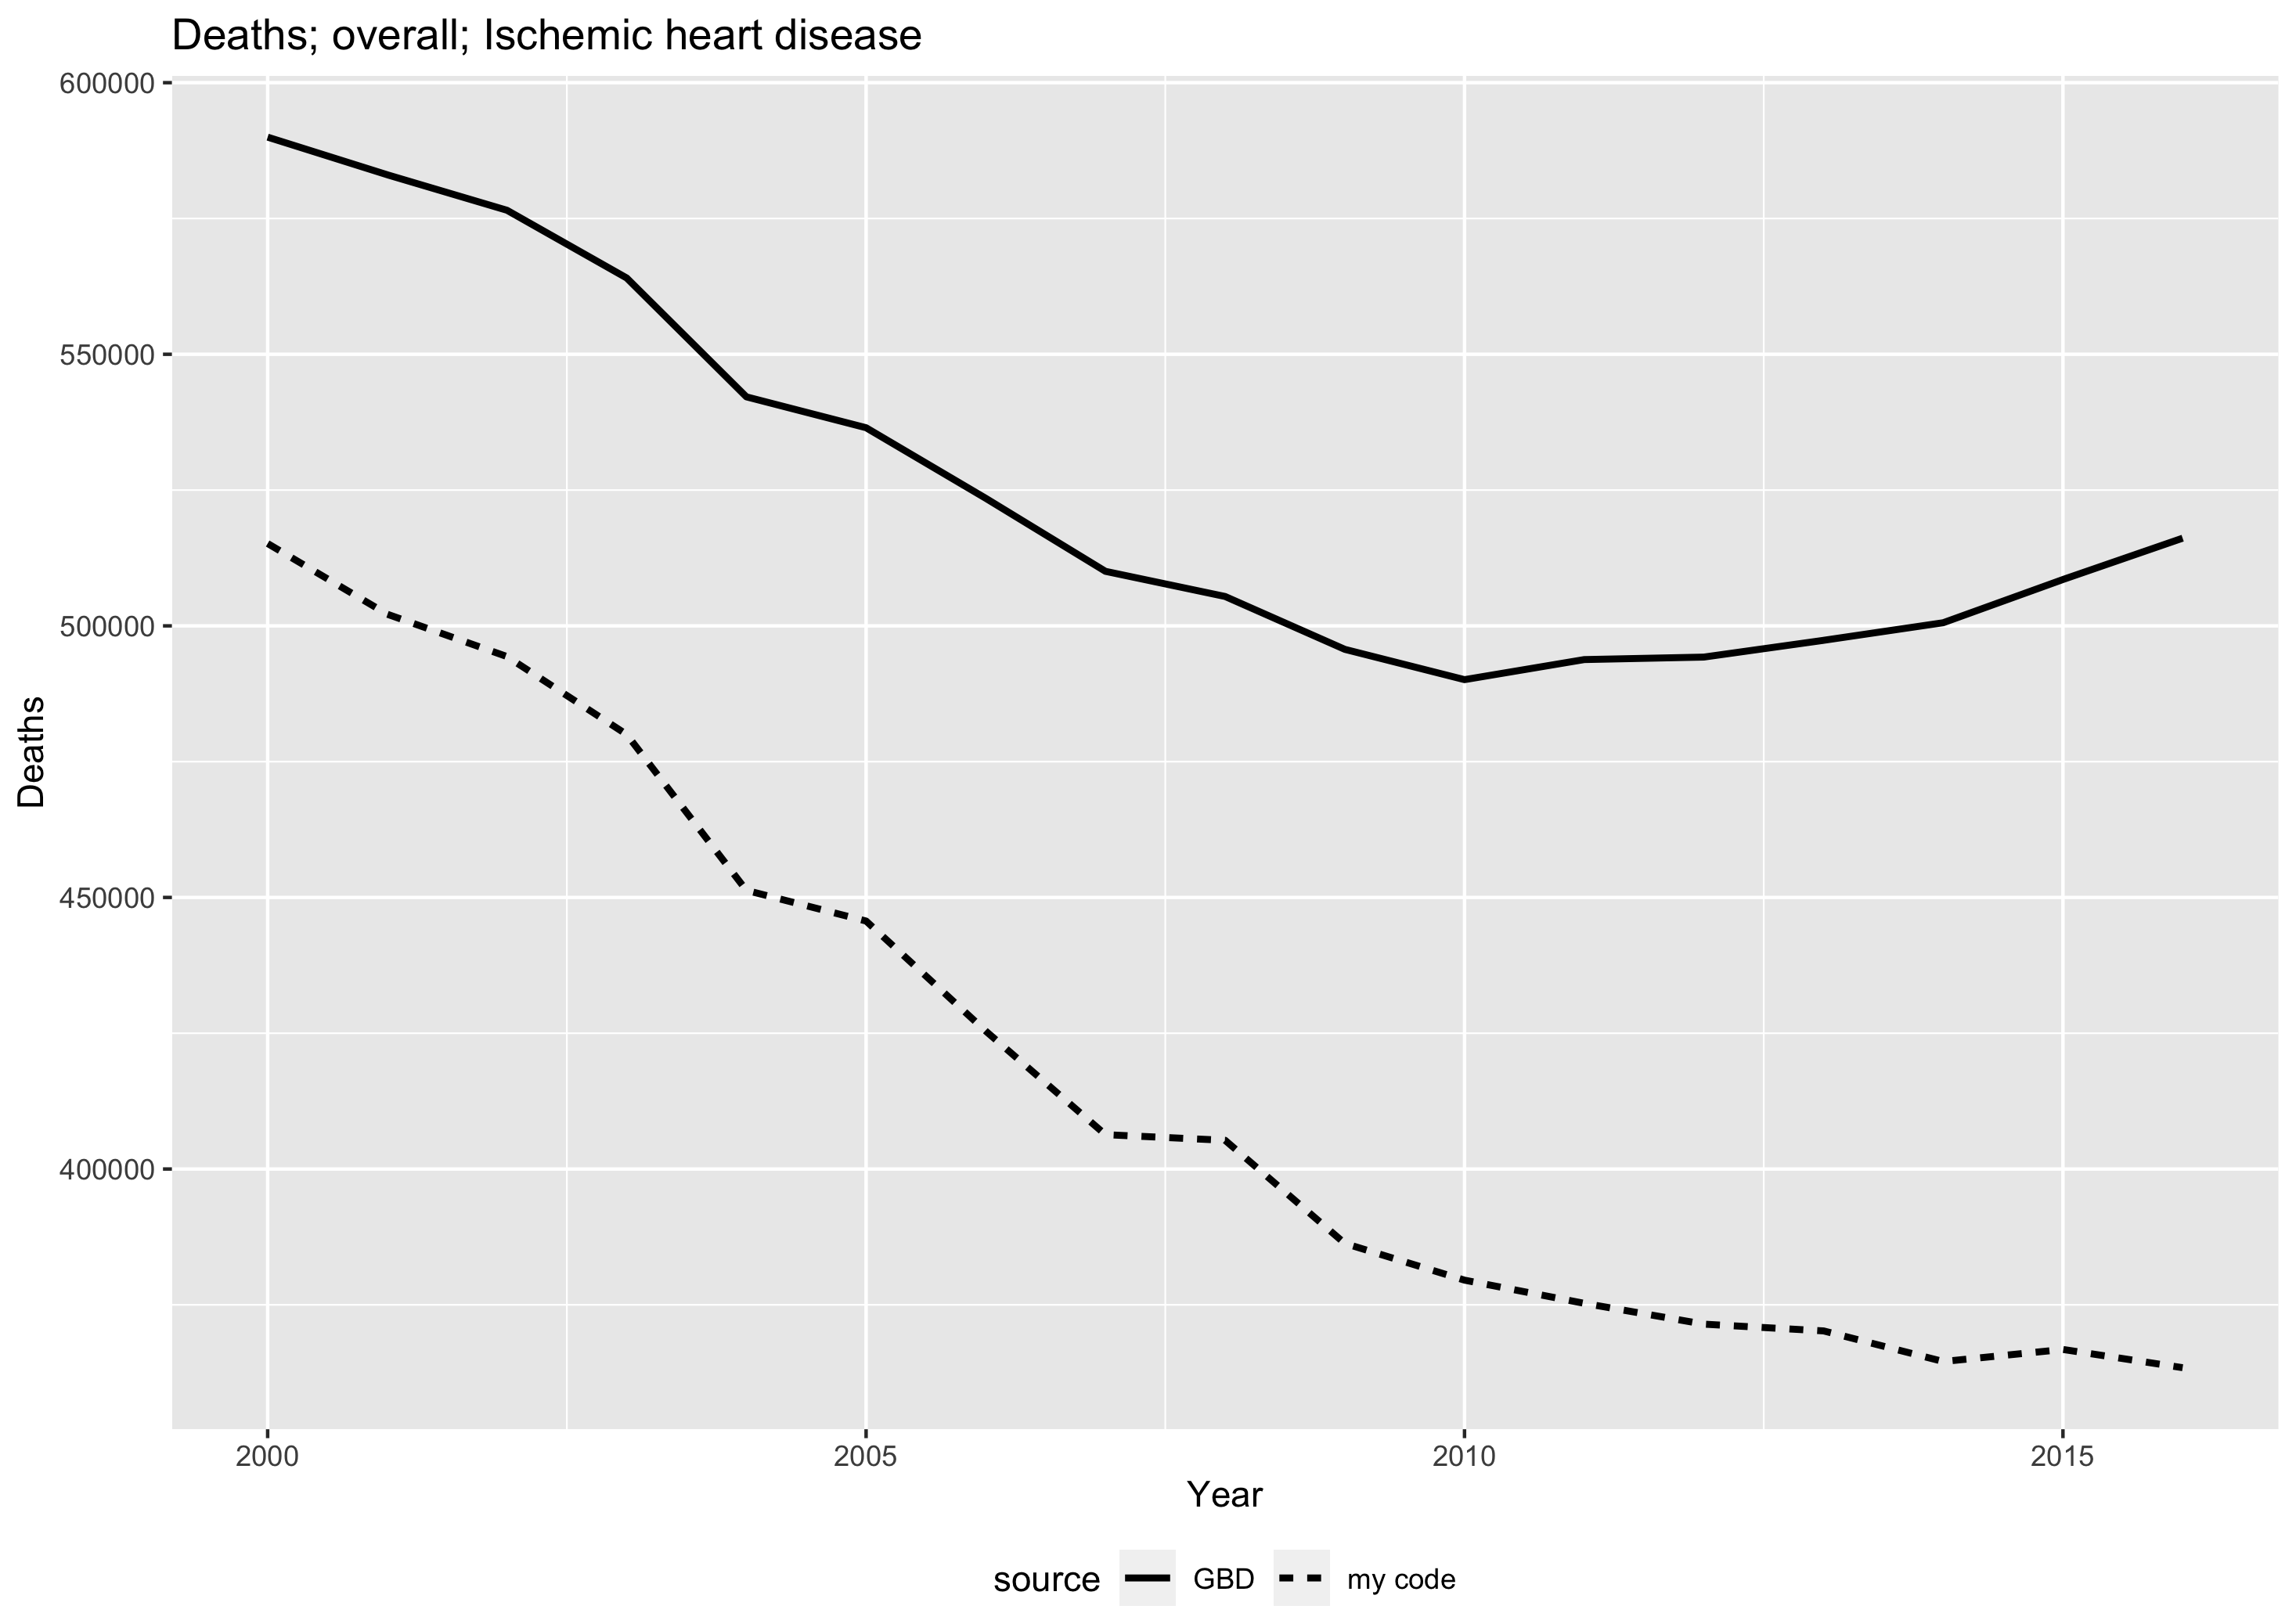 Deaths; overall; Ischemic heart disease
600000
550000
500000
450000
400000
Deaths
2000 2005 2010 2015
Year
source GBD my code